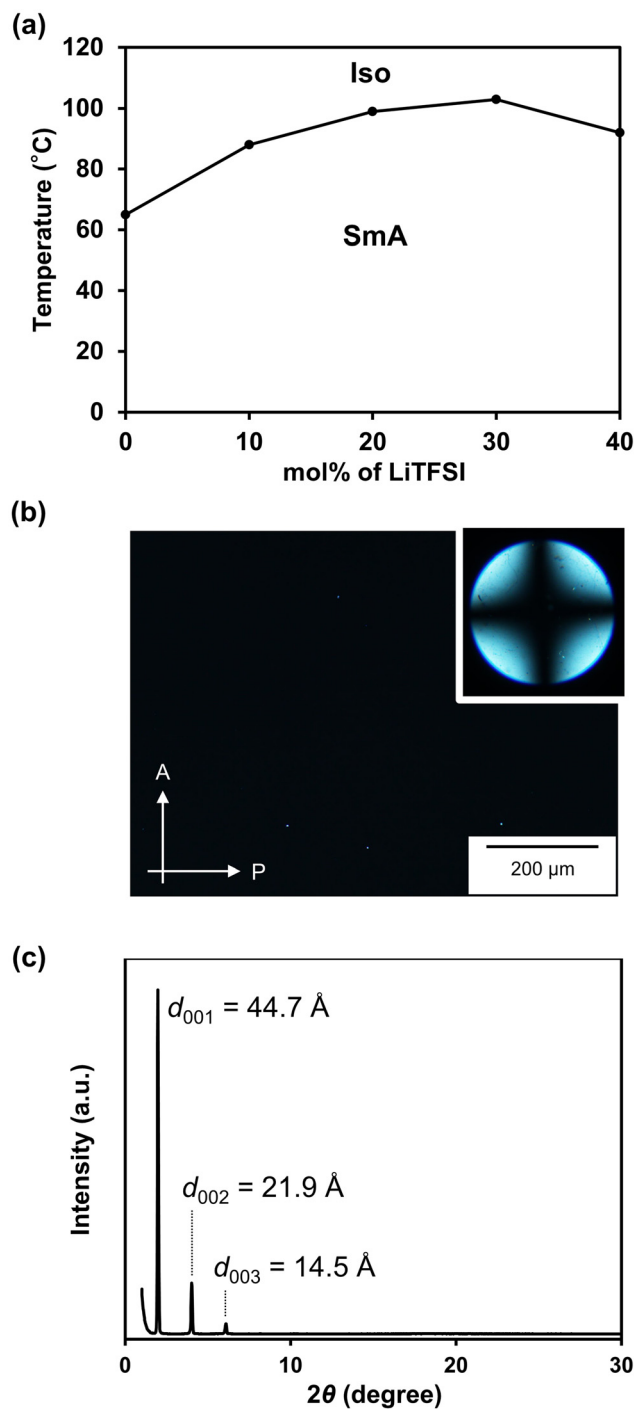 (a)
120
100
80
60
40
20
0
Temperature (˚C)
Iso
SmA
0 10 20 30 40
mol% of LiTFSI
(b)
A
P
200 µm
(c)
Intensity (a.u.)
d001 = 44.7 Å
d002 = 21.9 Å
d003 = 14.5 Å
0 10 20 30
2θ (degree)